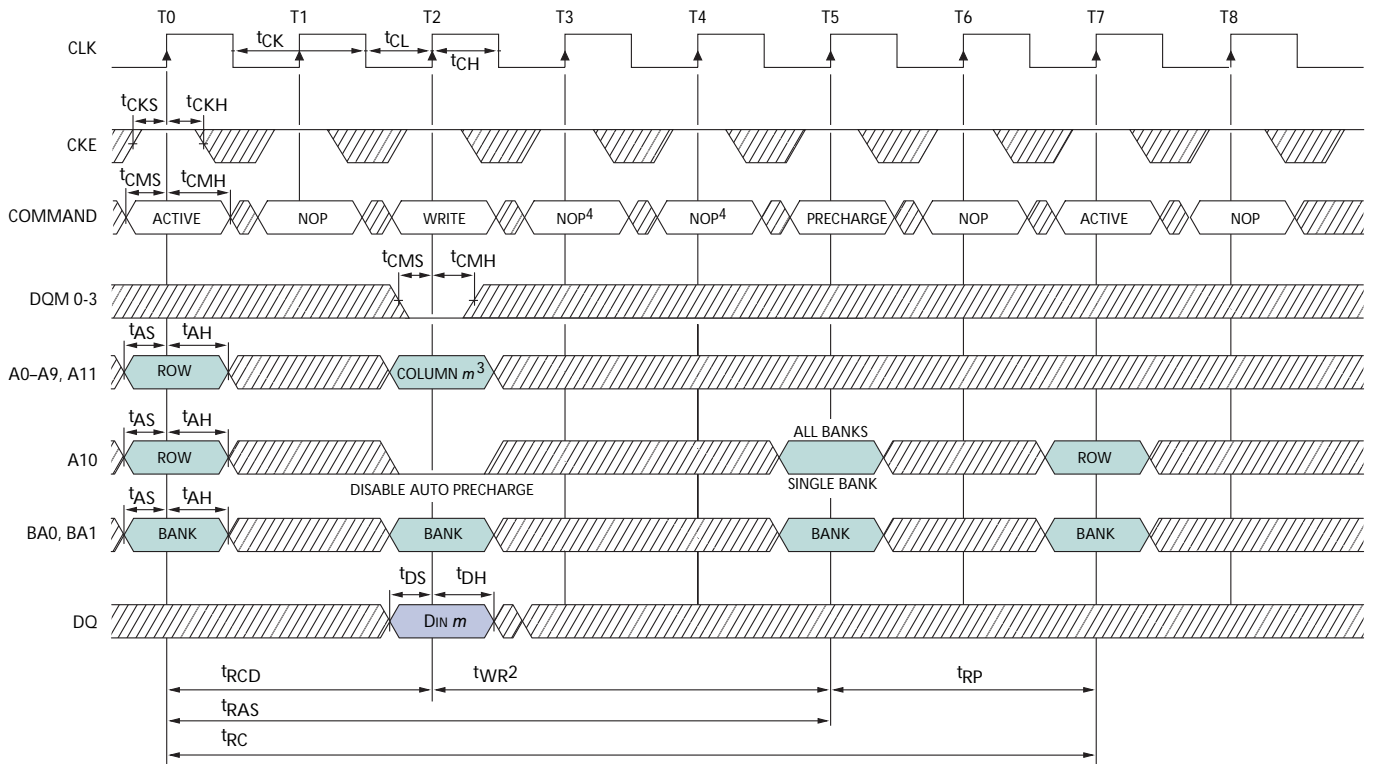 T0 T1 T2 T3 T4 T5 T6 T7 T8
CLK
tCK tCL
tCH
tCKS tCKH
CKE
tCMS tCMH
COMMAND ACTIVE NOP WRITE NOP4 NOP4 PRECHARGE NOP ACTIVE NOP
tCMS tCMH
DQM 0-3
tAS tAH
A0–A9, A11 ROW COLUMN m3
tAS tAH
ALL BANKS
A10 ROW ROW
DISABLE AUTO PRECHARGE SINGLE BANK
tAS tAH
BA0, BA1 BANK BANK BANK BANK
tDS tDH
DQ DIN m
tRCD tWR2 tRP
tRAS
tRC